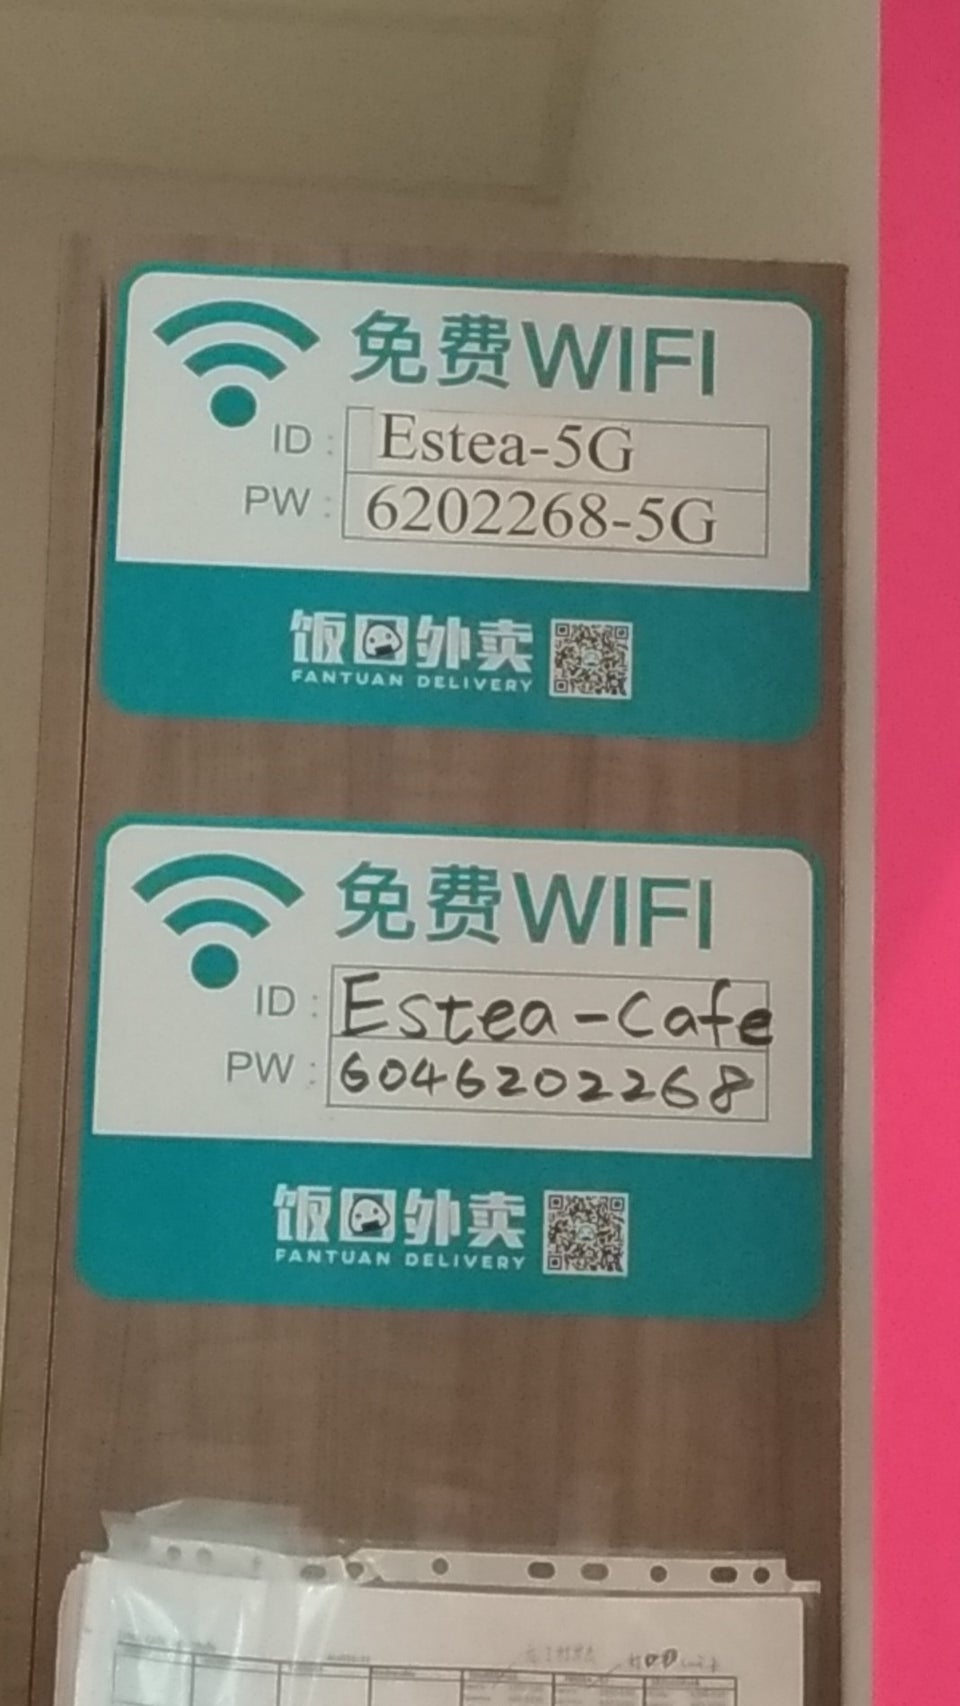 免费WIFI
ID : Estea-5G
PW : 6202268-5G
饭团外卖
FANTUAN DELIVERY
免费WIFI
ID : Estea-Cafe
PW : 6046202268
饭团外卖
FANTUAN DELIVERY